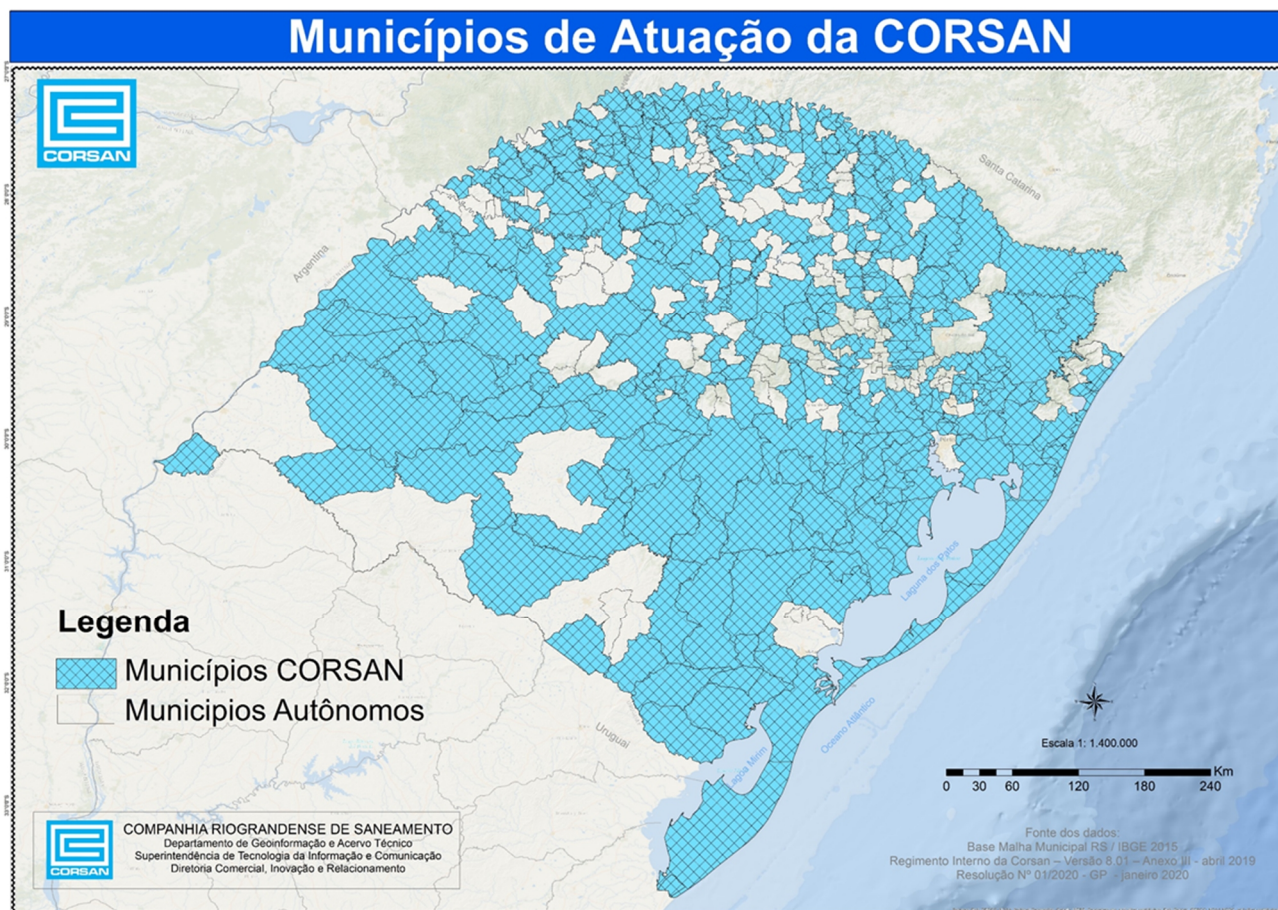 Municípios de Atuação da CORSAN
CORSAN
Santa Catarina
Argentina
Laguna dos Patos
Legenda
Municípios CORSAN
Municipios Autônomos
Uruguai
Oceano Atlântico
Lagoa Mirim
Escala 1: 1.400.000
Km
0 30 60 120 180 240
CORSAN
COMPANHIA RIOGRANDENSE DE SANEAMENTO
Departamento de Geoinformação e Acervo Técnico
Superintendência de Tecnologia da Informação e Comunicação
Diretoria Comercial, Inovação e Relacionamento
Fonte dos dados:
Base Malha Municipal RS / IBGE 2015
Regimento Interno da Corsan – Versão 8.01 – Anexo III - abril 2019
Resolução Nº 01/2020 - GP - janeiro 2020